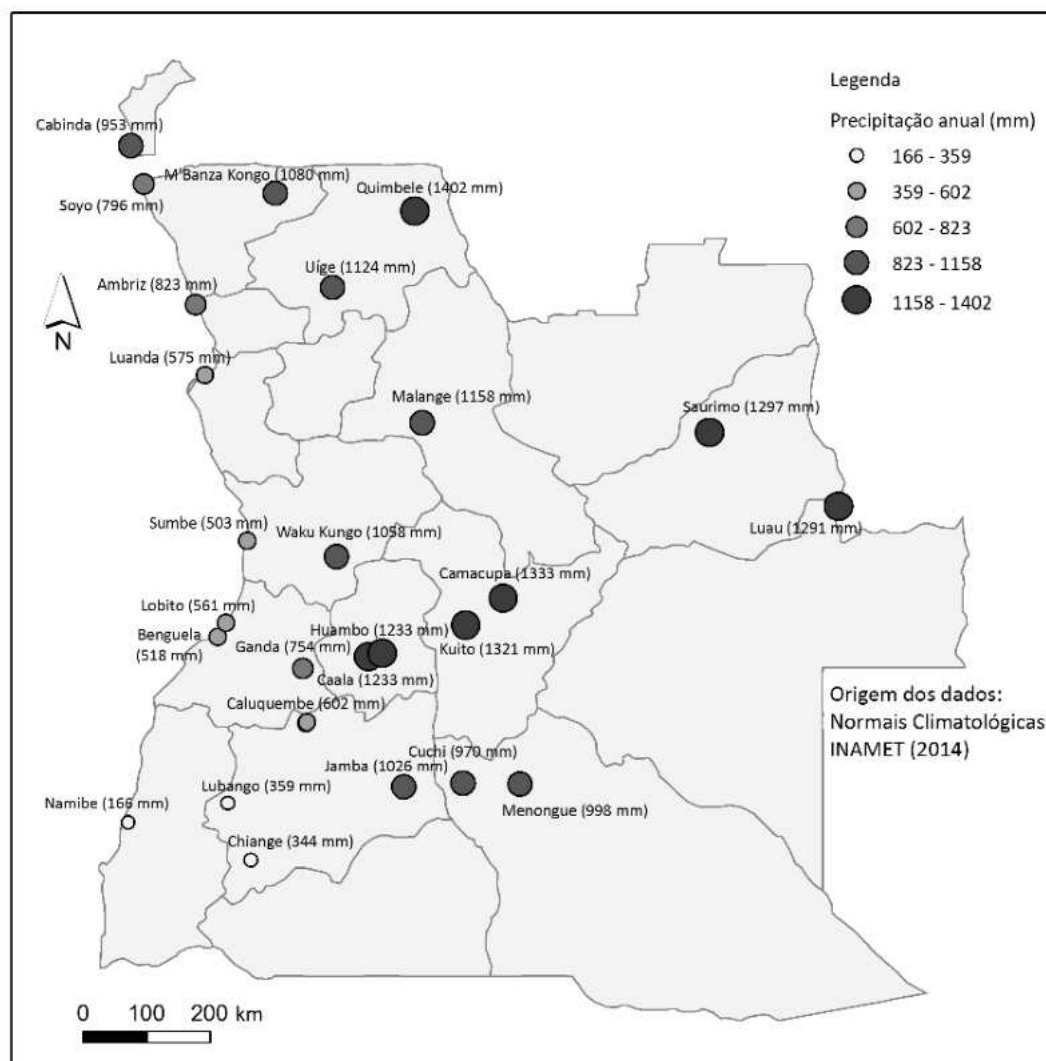 Legenda
Precipitação anual (mm)
166 - 359
359 - 602
602 - 823
823 - 1158
1158 - 1402
Cabinda (953 mm)
M'Banza Kongo (1080 mm)
Quimbele (1402 mm)
Soyo (796 mm)
Uíge (1124 mm)
Ambriz (823 mm)
N
Luanda (575 mm)
Malange (1158 mm)
Saurimo (1297 mm)
Sumbe (503 mm)
Waku Kungo (1058 mm)
Luau (1291 mm)
Camacupa (1333 mm)
Lobito (561 mm)
Benguela
(518 mm)
Huambo (1233 mm)
Ganda (754 mm)
Kuito (1321 mm)
Caala (1233 mm)
Caluquembe (602 mm)
Origem dos dados:
Normais Climatológicas
INAMET (2014)
Cuchi (970 mm)
Jamba (1026 mm)
Lubango (359 mm)
Namibe (166 mm)
Menongue (998 mm)
Chiange (344 mm)
0 100 200 km